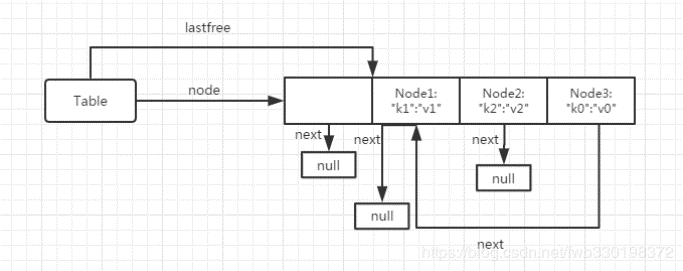 lastfree
Table
node
Node1:
"k1":"v1"
Node2:
"k2":"v2"
Node3:
"k0":"v0"
next
next
next
null
null
null
next
https://blog.csdn.net/fwb330198372